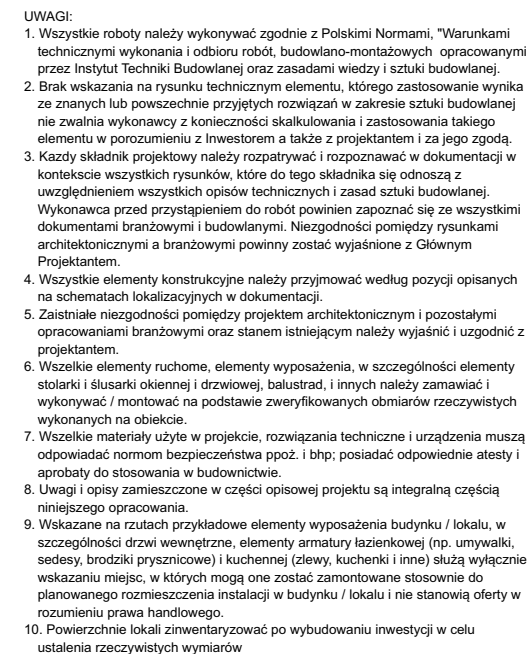 UWAGI:
1. Wszystkie roboty należy wykonywać zgodnie z Polskimi Normami, "Warunkami
technicznymi wykonania i odbioru robót, budowlano-montażowych opracowanymi
przez Instytut Techniki Budowlanej oraz zasadami wiedzy i sztuki budowlanej.
2. Brak wskazania na rysunku technicznym elementu, którego zastosowanie wynika
ze znanych lub powszechnie przyjętych rozwiązań w zakresie sztuki budowlanej
nie zwalnia wykonawcy z konieczności skalkulowania i zastosowania takiego
elementu w porozumieniu z Inwestorem a także z projektantem i za jego zgodą.
3. Kazdy składnik projektowy należy rozpatrywać i rozpoznawać w dokumentacji w
kontekscie wszystkich rysunków, które do tego składnika się odnoszą z
uwzględnieniem wszystkich opisów technicznych i zasad sztuki budowlanej.
Wykonawca przed przystąpieniem do robót powinien zapoznać się ze wszystkimi
dokumentami branżowymi i budowlanymi. Niezgodności pomiędzy rysunkami
architektonicznymi a branżowymi powinny zostać wyjaśnione z Głównym
Projektantem.
4. Wszystkie elementy konstrukcyjne należy przyjmować według pozycji opisanych
na schematach lokalizacyjnych w dokumentacji.
5. Zaistniałe niezgodności pomiędzy projektem architektonicznym i pozostałymi
opracowaniami branżowymi oraz stanem istniejącym należy wyjaśnić i uzgodnić z
projektantem.
6. Wszelkie elementy ruchome, elementy wyposażenia, w szczególności elementy
stolarki i ślusarki okiennej i drzwiowej, balustrad, i innych należy zamawiać i
wykonywać / montować na podstawie zweryfikowanych obmiarów rzeczywistych
wykonanych na obiekcie.
7. Wszelkie materiały użyte w projekcie, rozwiązania techniczne i urządzenia muszą
odpowiadać normom bezpieczeństwa ppoż. i bhp; posiadać odpowiednie atesty i
aprobaty do stosowania w budownictwie.
8. Uwagi i opisy zamieszczone w części opisowej projektu są integralną częścią
niniejszego opracowania.
9. Wskazane na rzutach przykładowe elementy wyposażenia budynku / lokalu, w
szczególności drzwi wewnętrzne, elementy armatury łazienkowej (np. umywalki,
sedesy, brodziki prysznicowe) i kuchennej (zlewy, kuchenki i inne) służą wyłącznie
wskazaniu miejsc, w których mogą one zostać zamontowane stosownie do
planowanego rozmieszczenia instalacji w budynku / lokalu i nie stanowią oferty w
rozumieniu prawa handlowego.
10. Powierzchnie lokali zinwentaryzować po wybudowaniu inwestycji w celu
ustalenia rzeczywistych wymiarów